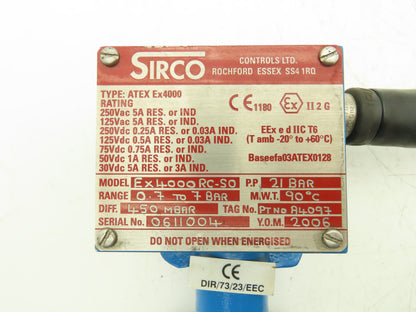 SIRCO
CONTROLS LTD.
ROCHFORD ESSEX SS4 1RQ
TYPE: ATEX Ex4000
RATING
250Vac 5A RES. or IND
125Vac 5A RES. or IND
250Vdc 0.25A RES. or 0.03A IND.
125Vdc 0.5A RES. or 0.03A IND.
75Vdc 0.75A RES. or IND.
50Vdc 1A RES. or IND
30Vdc 5A RES. or 3A IND.
CE 1180 Ex II 2 G
EEx e d IIC T6
(T amb -20° to +60°C)
Baseefa03ATEX0128
MODEL Ex4000RC-SO P.P. 21 BAR
RANGE 0.7 TO 7 BAR M.W.T. 90°C
DIFF. 450 MBAR TAG No. PTNO A4097
SERIAL No. 0611004 Y.O.M. 2006
DO NOT OPEN WHEN ENERGISED
CE
DIR/73/23/EEC